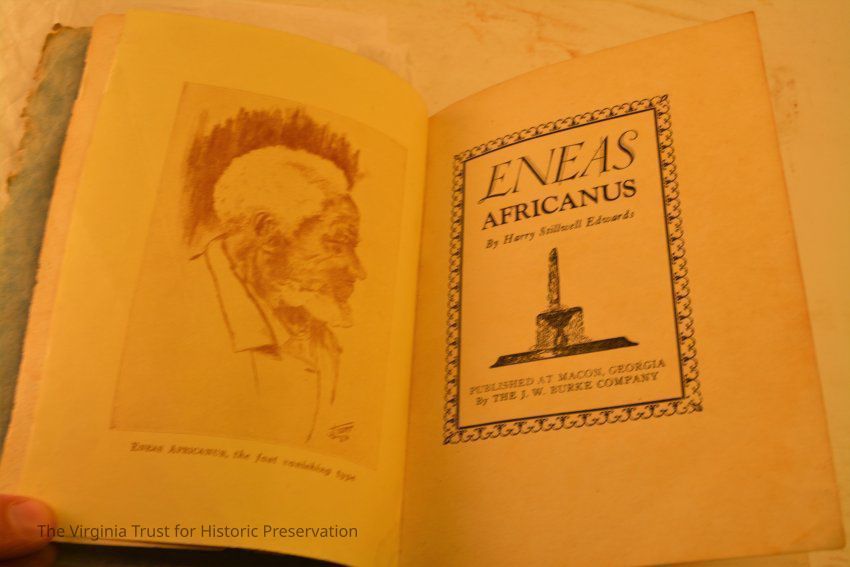 ENEAS AFRICANUS, the fast vanishing type
ENEAS
AFRICANUS
By Harry Stillwell Edwards
PUBLISHED AT MACON, GEORGIA
By THE J. W. BURKE COMPANY
The Virginia Trust for Historic Preservation